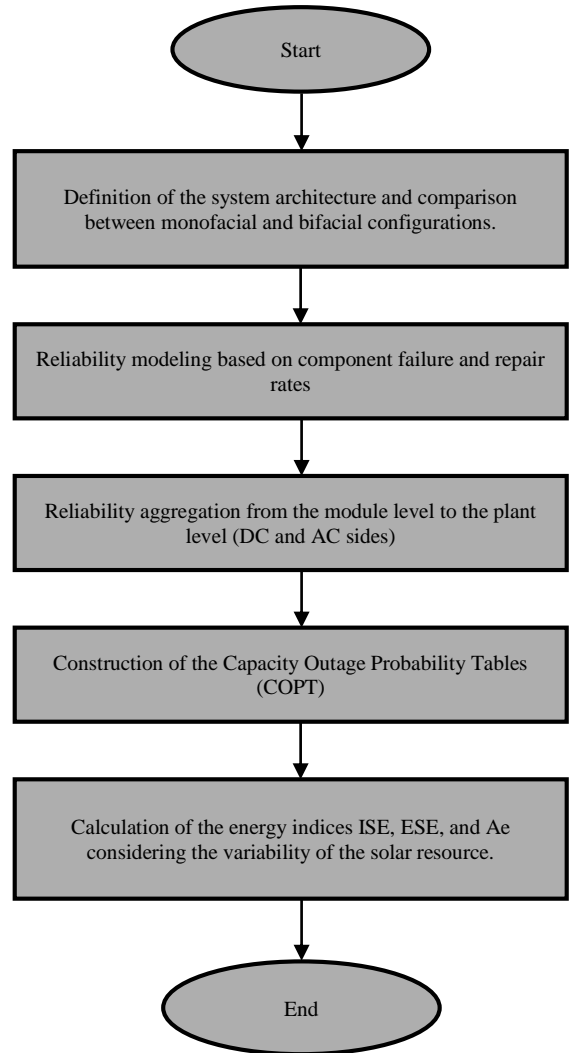 Start
Definition of the system architecture and comparison
between monofacial and bifacial configurations.
Reliability modeling based on component failure and repair
rates
Reliability aggregation from the module level to the plant
level (DC and AC sides)
Construction of the Capacity Outage Probability Tables
(COPT)
Calculation of the energy indices ISE, ESE, and Ae
considering the variability of the solar resource.
End